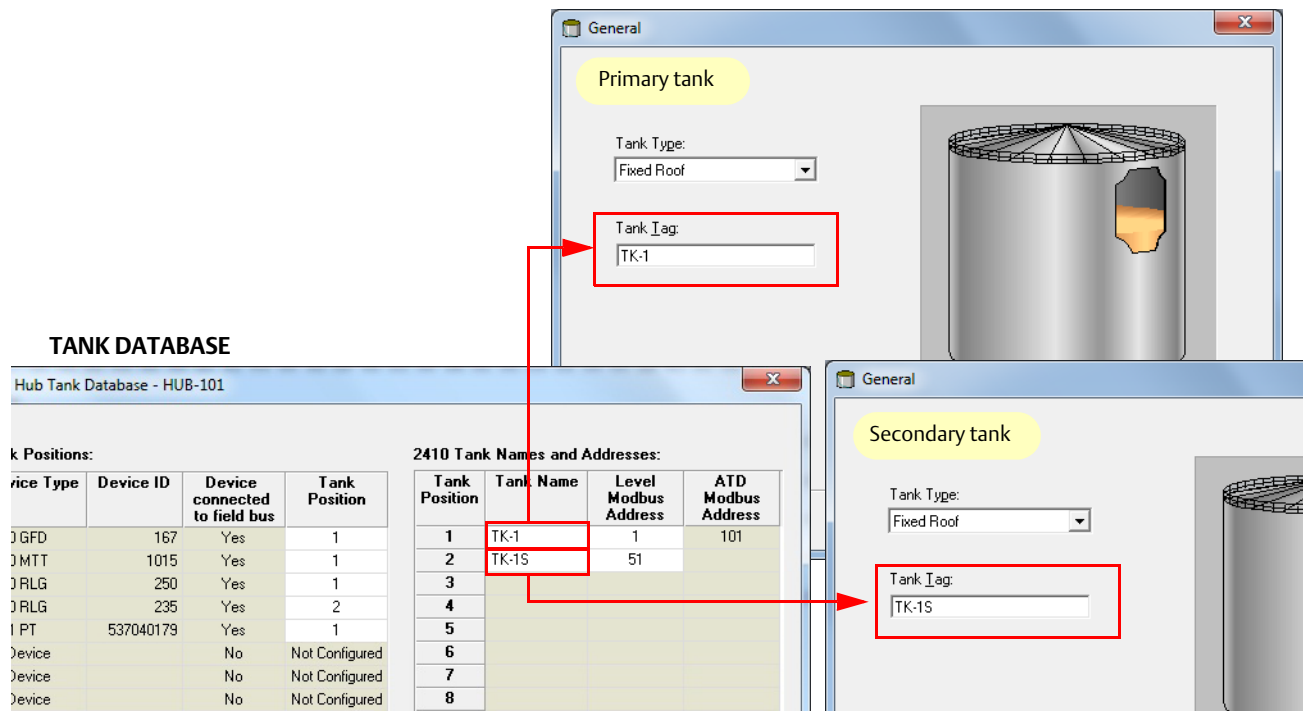 General
Primary tank
Tank Type:
Fixed Roof
Tank Tag:
TK-1
TANK DATABASE
Hub Tank Database - HUB-101
k Positions:
2410 Tank Names and Addresses:
vice Type Device ID Device connected to field bus Tank Position
Tank Position Tank Name Level Modbus Address ATD Modbus Address
0 GFD 167 Yes 1
1 TK-1 1 101
0 MTT 1015 Yes 1
2 TK-1S 51
0 RLG 250 Yes 1
3
0 RLG 235 Yes 2
4
1 PT 537040179 Yes 1
5
Device No Not Configured
6
Device No Not Configured
7
Device No Not Configured
8
General
Secondary tank
Tank Type:
Fixed Roof
Tank Tag:
TK-1S